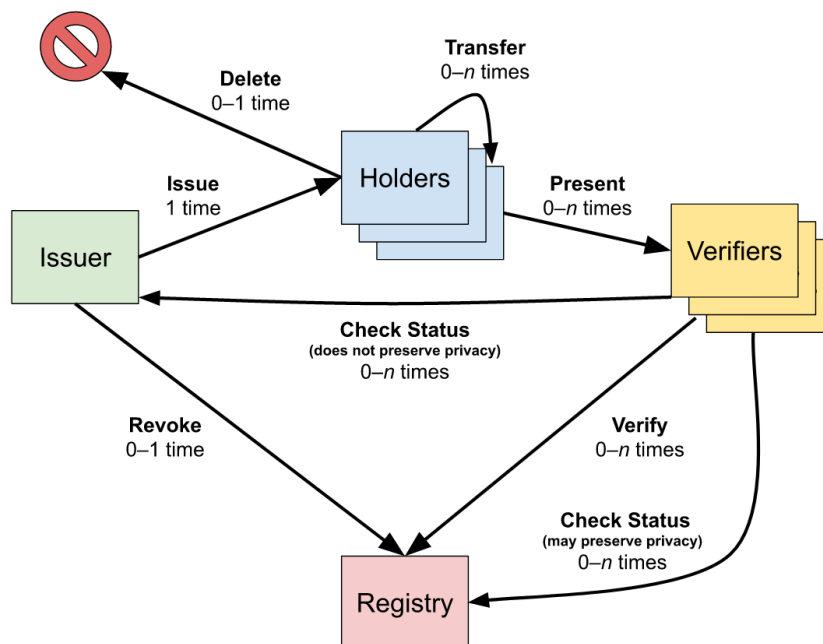 Transfer
0–n times
Delete
0–1 time
Issue
1 time
Holders
Present
0–n times
Issuer
Verifiers
Check Status
(does not preserve privacy)
0–n times
Revoke
0–1 time
Verify
0–n times
Check Status
(may preserve privacy)
0–n times
Registry